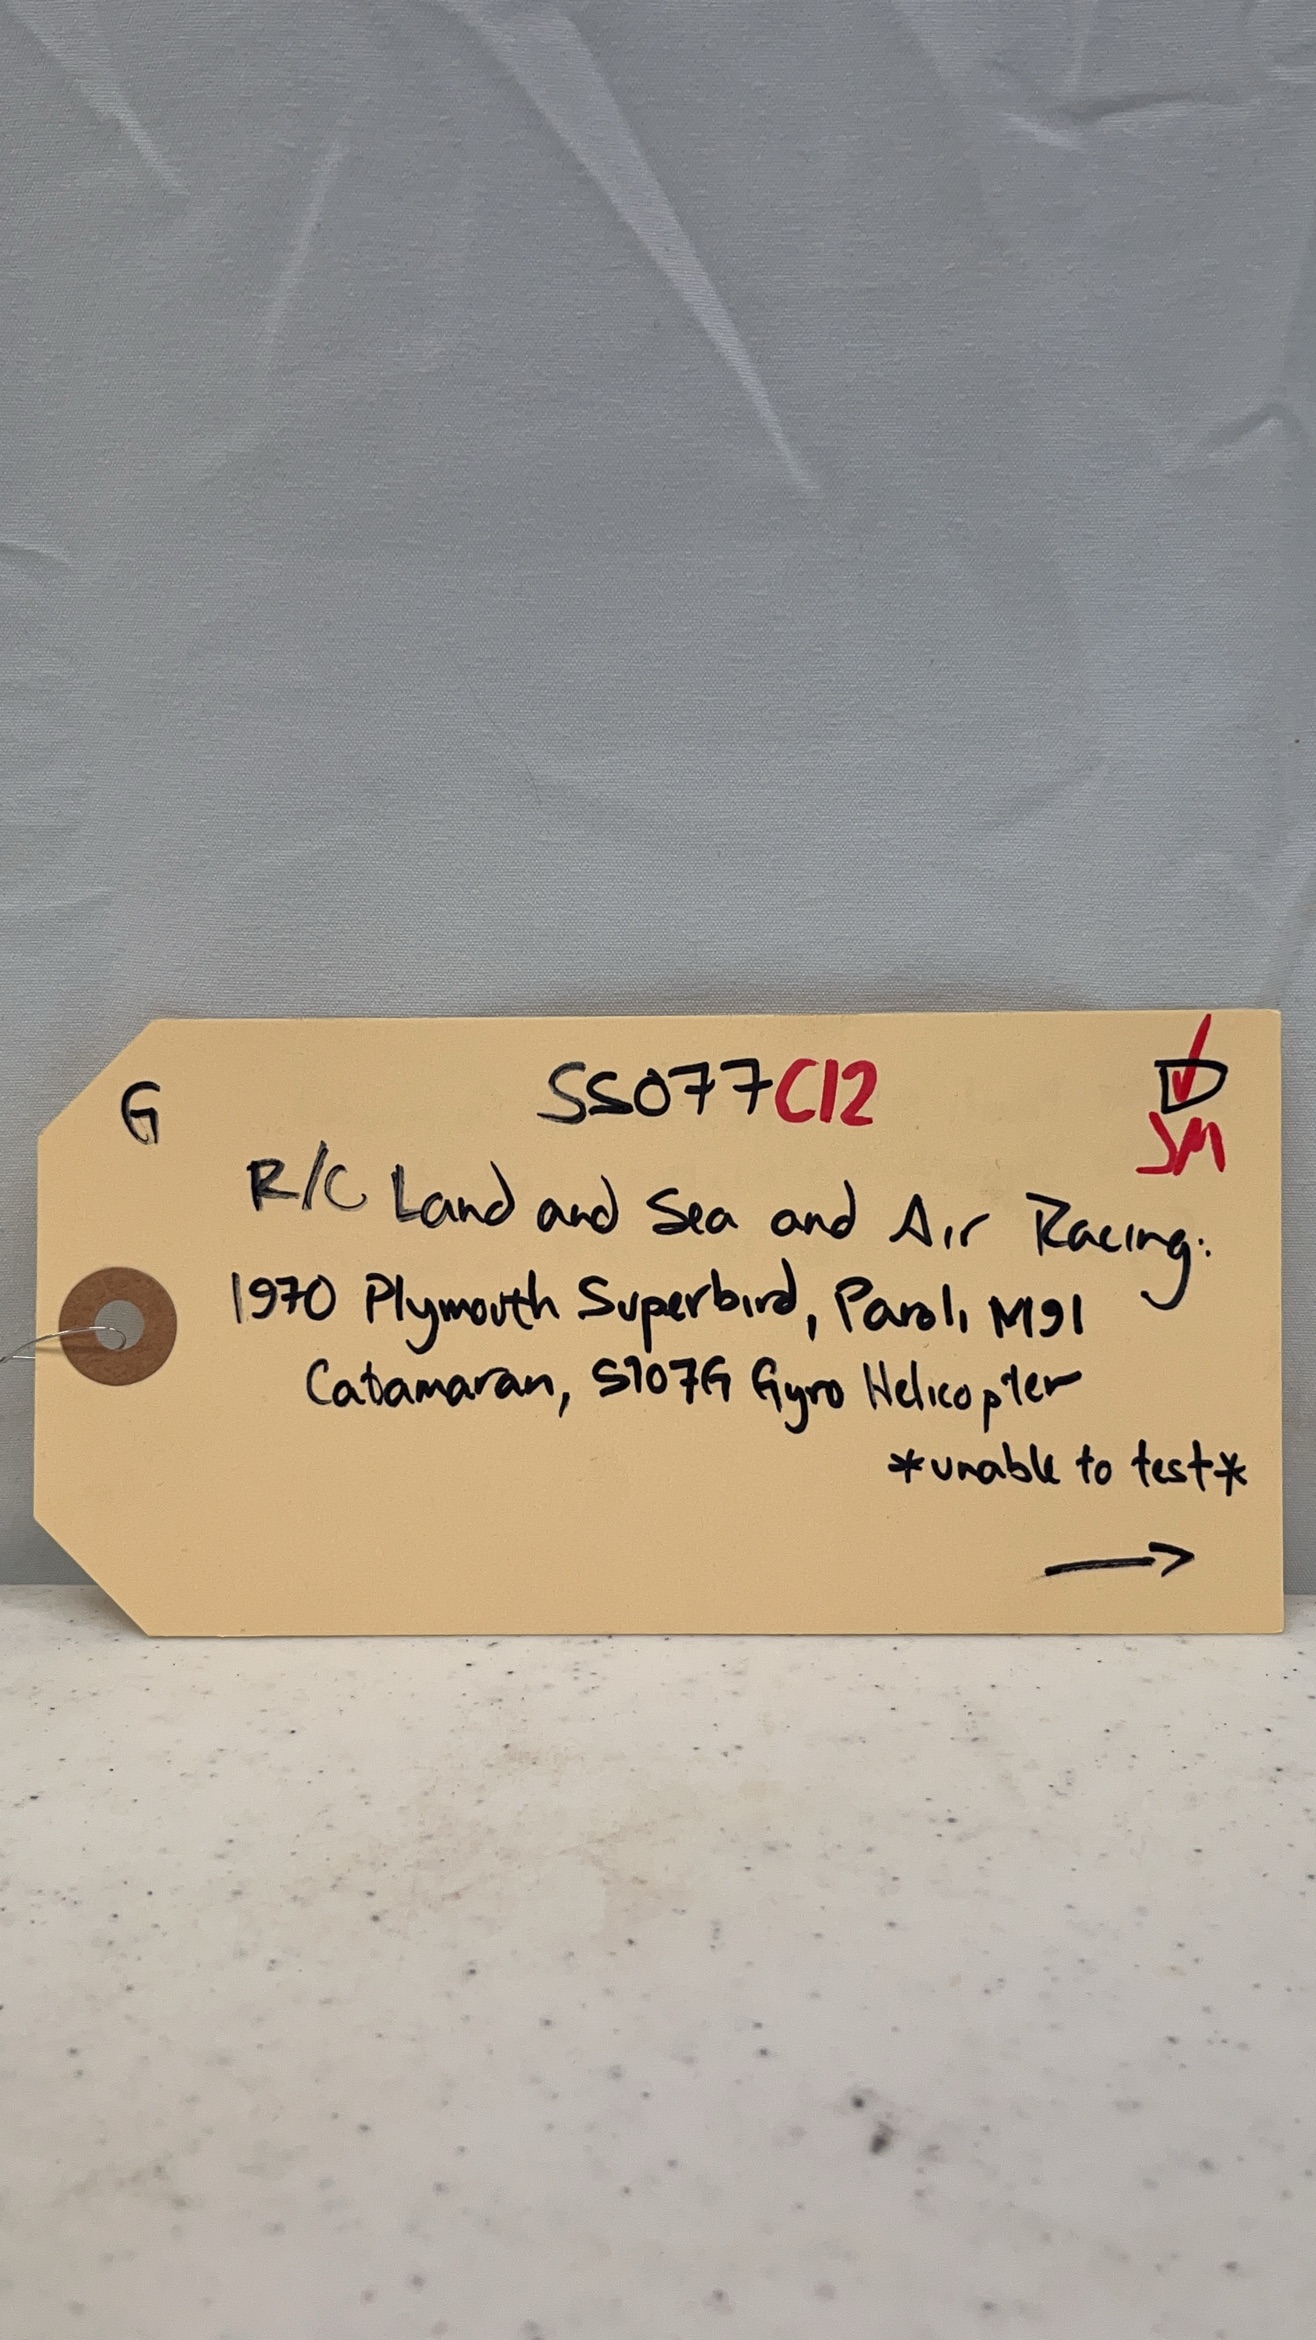 G
SS077C12
D
SM
R/C Land and Sea and Air Racing:
1970 Plymouth Superbird, Paroli M91
Catamaran, S107G Gyro Helicopter
*unable to test*
→